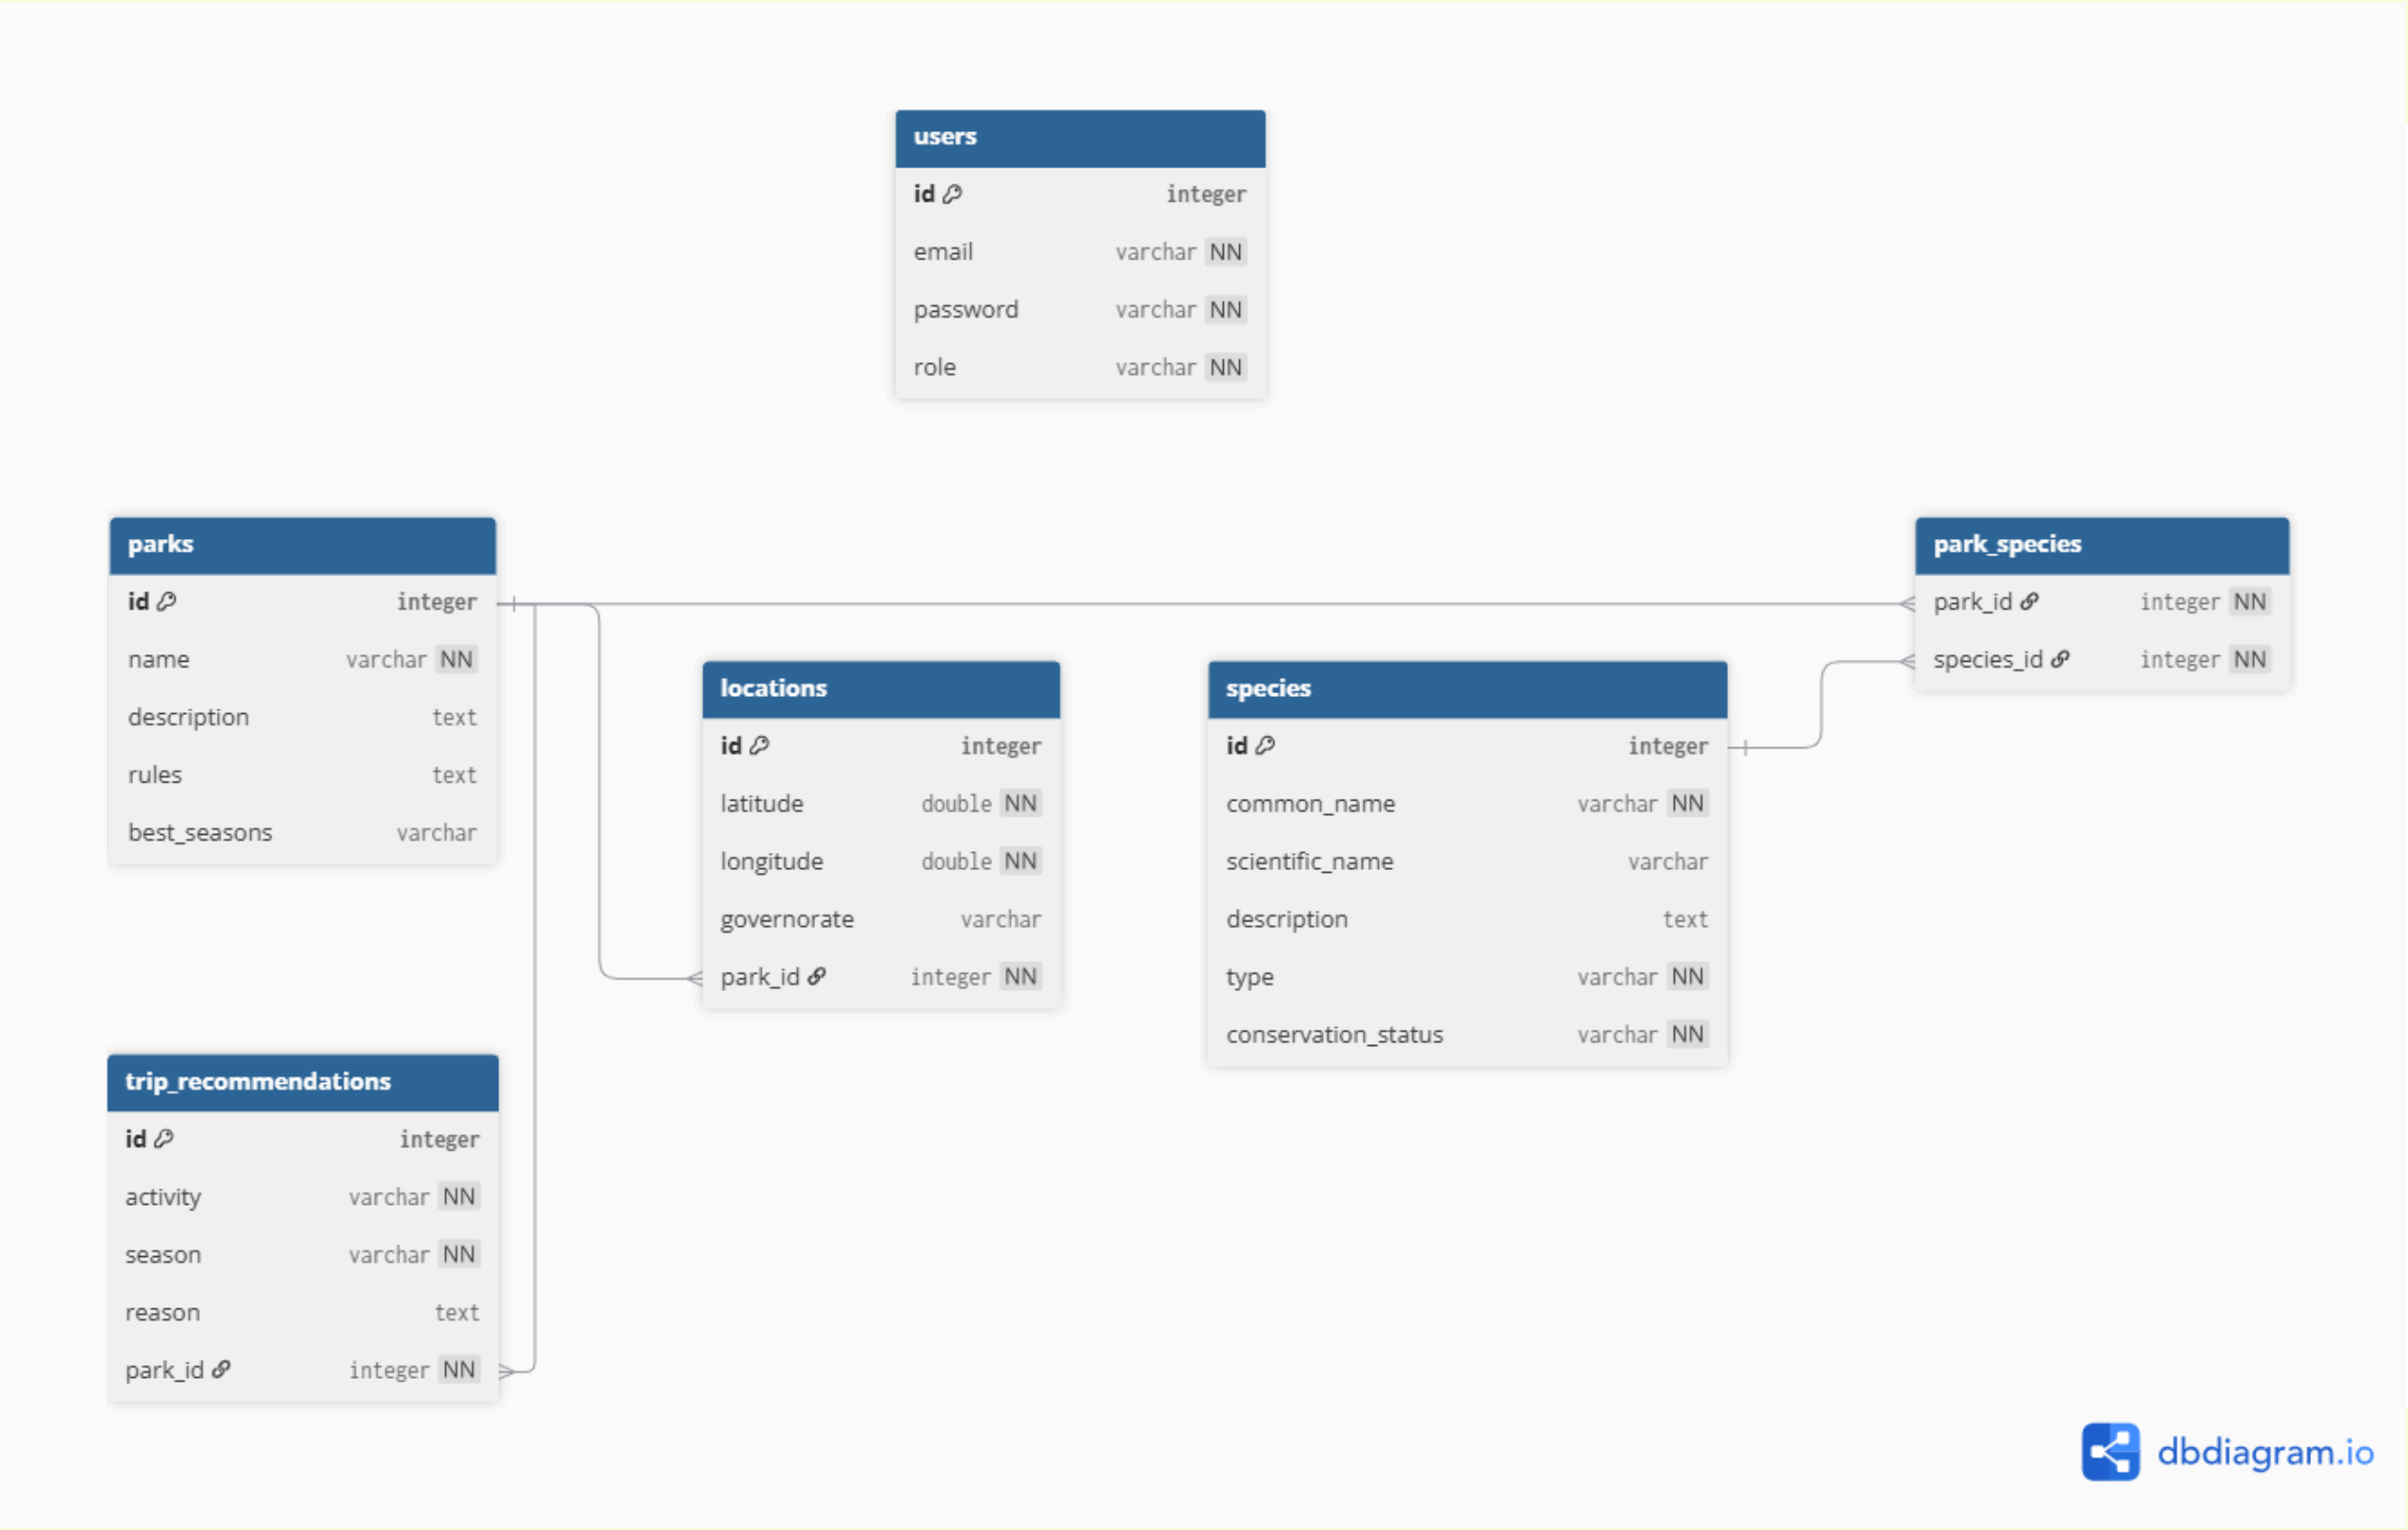 users
id integer
email varchar NN
password varchar NN
role varchar NN
parks
id integer
name varchar NN
description text
rules text
best_seasons varchar
locations
id integer
latitude double NN
longitude double NN
governorate varchar
park_id integer NN
species
id integer
common_name varchar NN
scientific_name varchar
description text
type varchar NN
conservation_status varchar NN
park_species
park_id integer NN
species_id integer NN
trip_recommendations
id integer
activity varchar NN
season varchar NN
reason text
park_id integer NN
dbdiagram.io